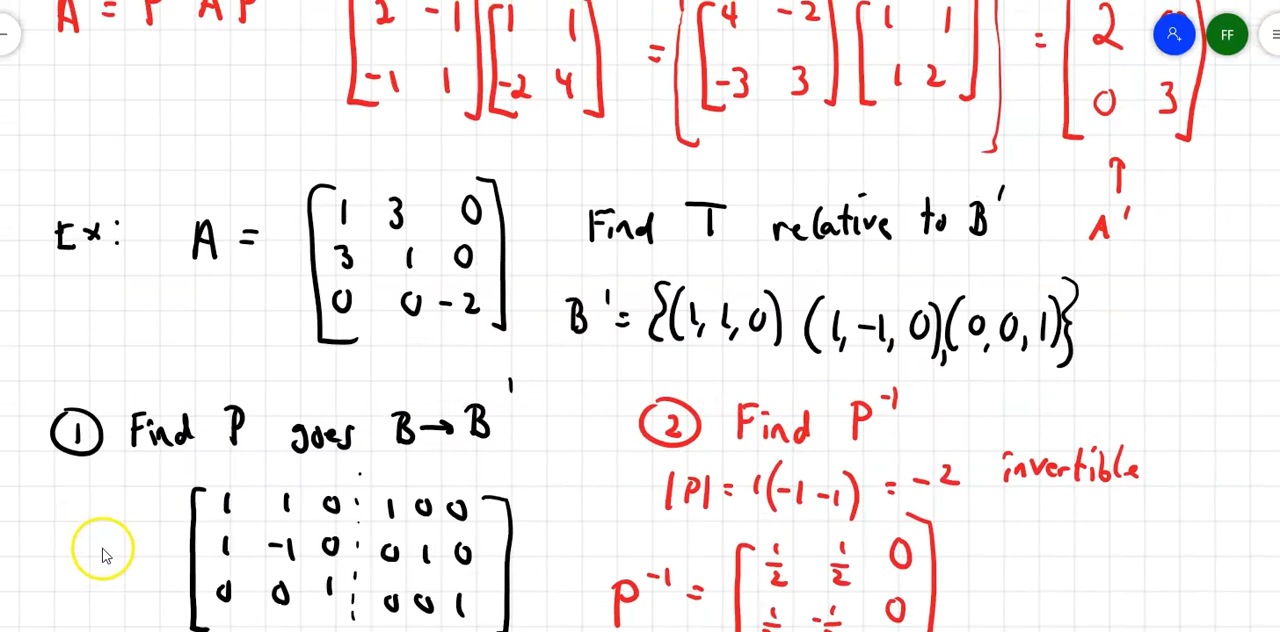 A = P A P [2 -1 -1 1] [1 1 -2 4] = [4 -2 -3 3] [1 1 1 2] = [2 0 3]
FF
A'
Ex: A = [1 3 0
3 1 0
0 0 -2]
Find T relative to B'
B' = {(1, 1, 0) (1, -1, 0), (0, 0, 1)}
① Find P goes B → B'
[1 1 0 ⋮ 1 0 0
1 -1 0 ⋮ 0 1 0
0 0 1 ⋮ 0 0 1]
② Find P⁻¹
|P| = 1(-1 -1) = -2 invertible
P⁻¹ = [½ ½ 0
½ -½ 0